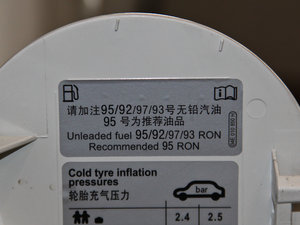 请加注95/92/97/93号无铅汽油
95 号为推荐油品
Unleaded fuel 95/92/97/93 RON
Recommended 95 RON
Cold tyre inflation
pressures
轮胎充气压力
bar
2.4 2.5